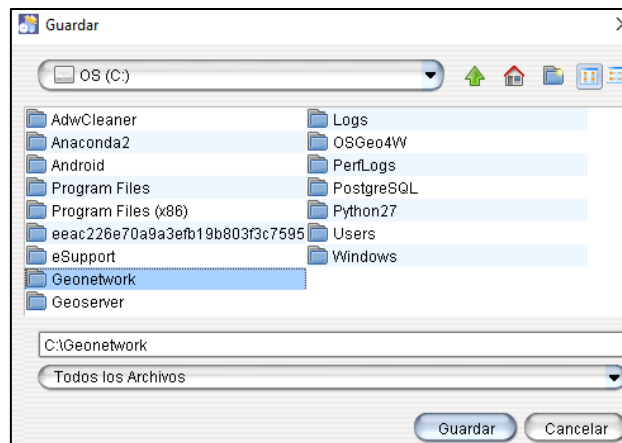 Guardar
OS (C:)
AdwCleaner
Anaconda2
Android
Program Files
Program Files (x86)
eeac226e70a9a3efb19b803f3c7595
eSupport
Geonetwork
Geoserver
Logs
OSGeo4W
PerfLogs
PostgreSQL
Python27
Users
Windows
C:\Geonetwork
Todos los Archivos
Guardar Cancelar